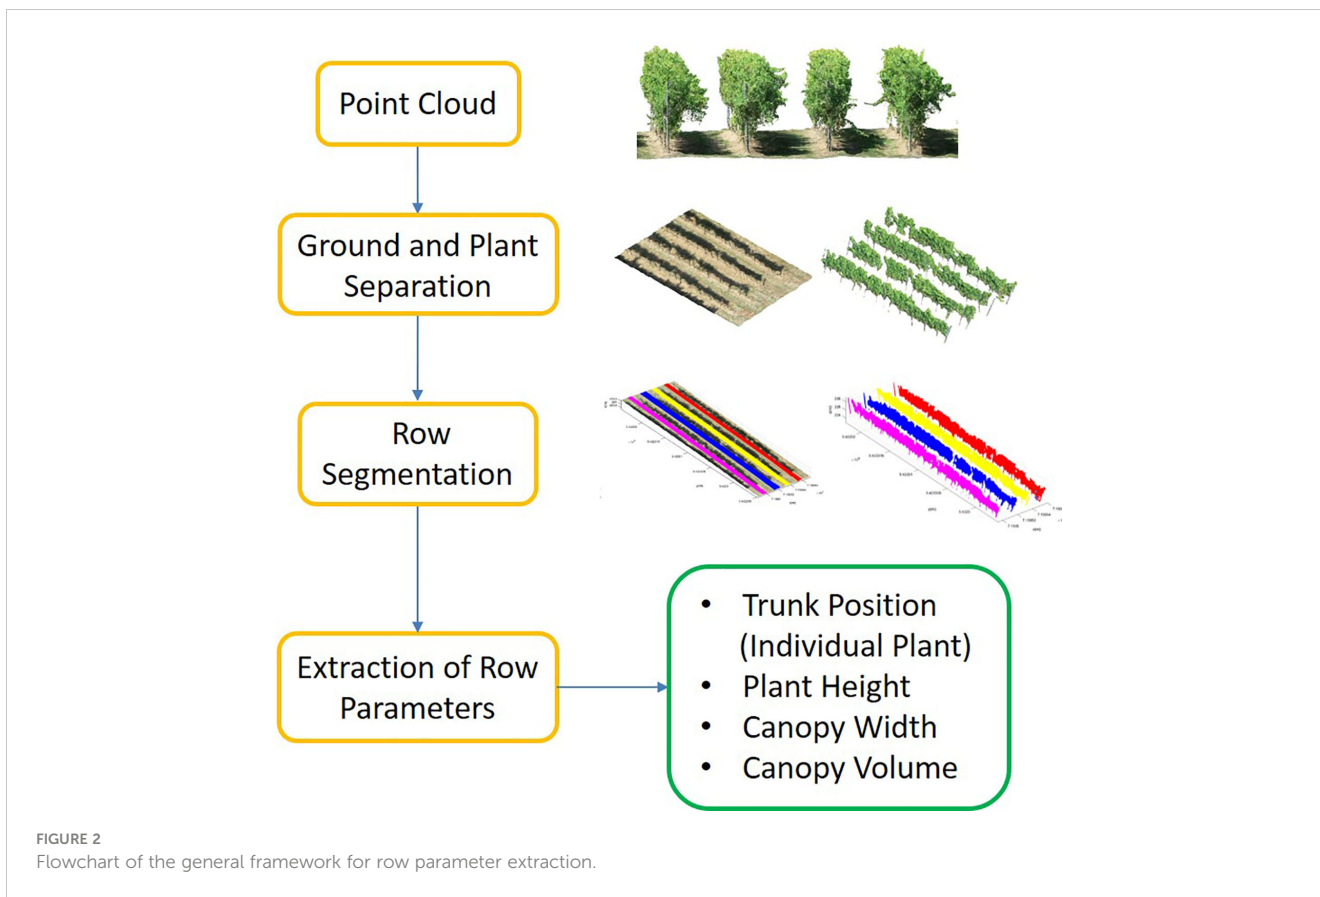 Point Cloud
Ground and Plant
Separation
Row
Segmentation
Extraction of Row
Parameters
• Trunk Position
(Individual Plant)
• Plant Height
• Canopy Width
• Canopy Volume
FIGURE 2
Flowchart of the general framework for row parameter extraction.